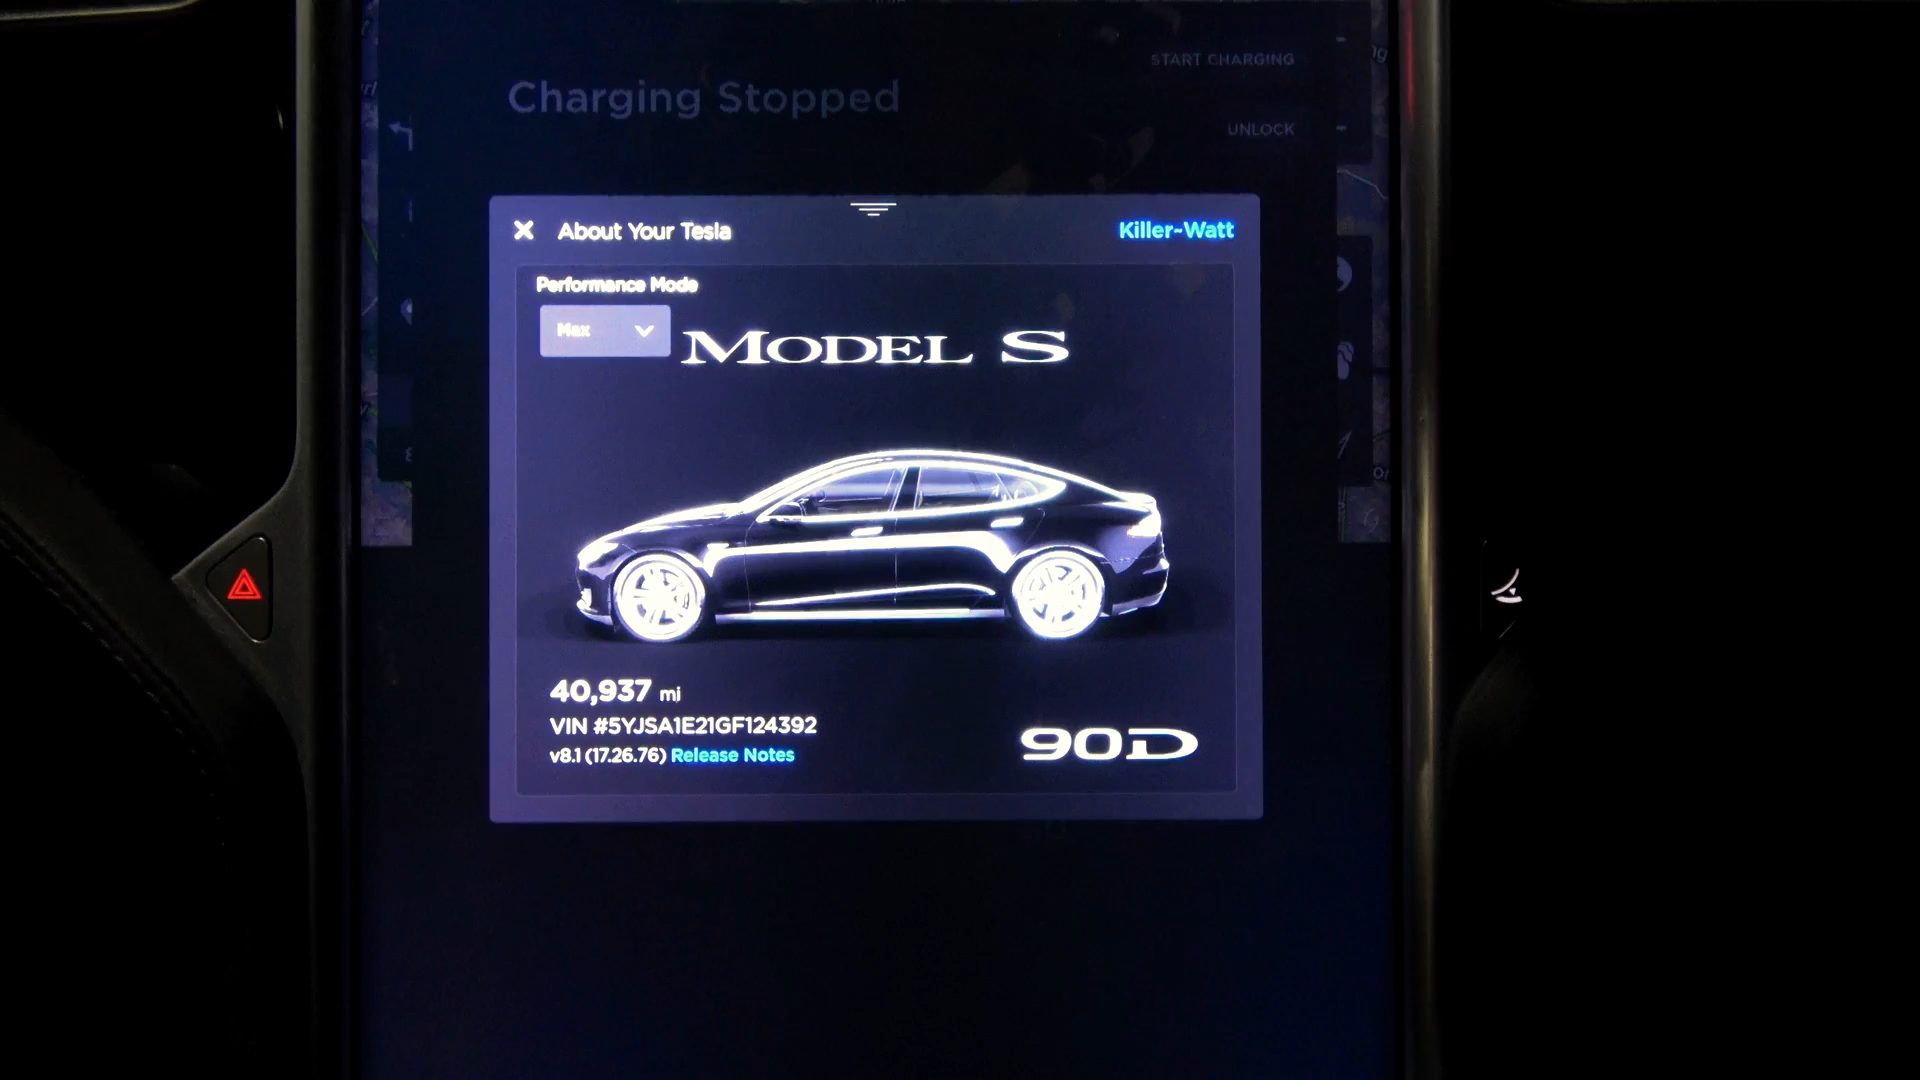 START CHARGING
Charging Stopped
UNLOCK
About Your Tesla
Killer-Watt
Performance Mode
Max
MODEL S
40,937 mi
VIN #5YJSA1E21GF124392
v8.1 (17.26.76) Release Notes
90D